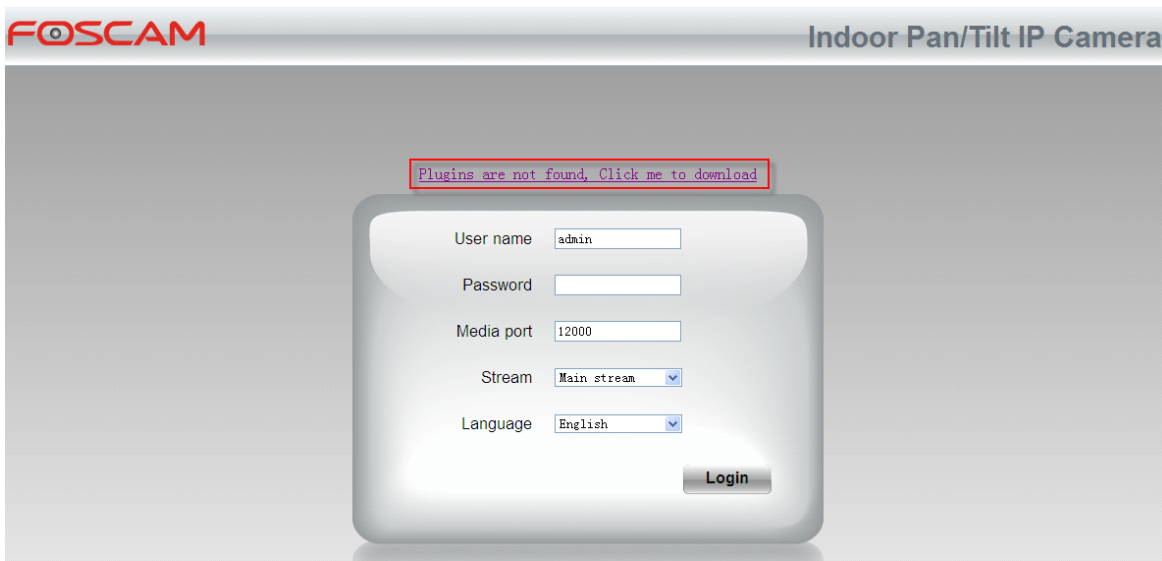 FOSCAM
Indoor Pan/Tilt IP Camera
Plugins are not found, Click me to download
User name admin
Password
Media port 12000
Stream Main stream
Language English
Login